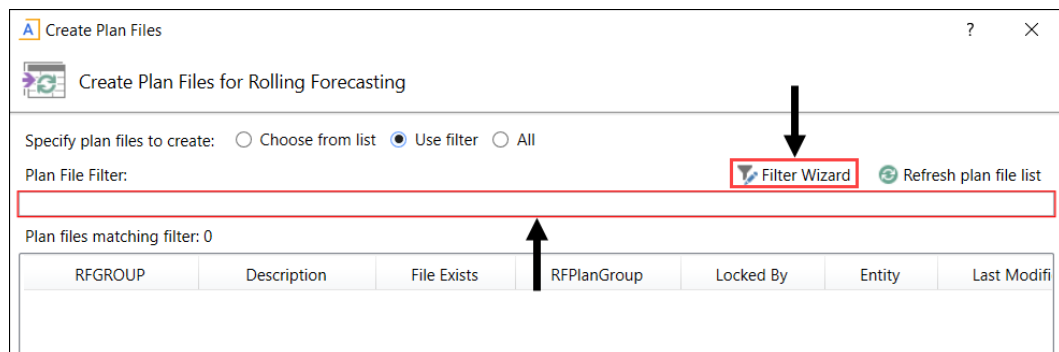 A Create Plan Files ?
Create Plan Files for Rolling Forecasting
Specify plan files to create: Choose from list Use filter All
Plan File Filter: Filter Wizard Refresh plan file list
Plan files matching filter: 0
RFGROUP Description File Exists RFPlanGroup Locked By Entity Last Modifi